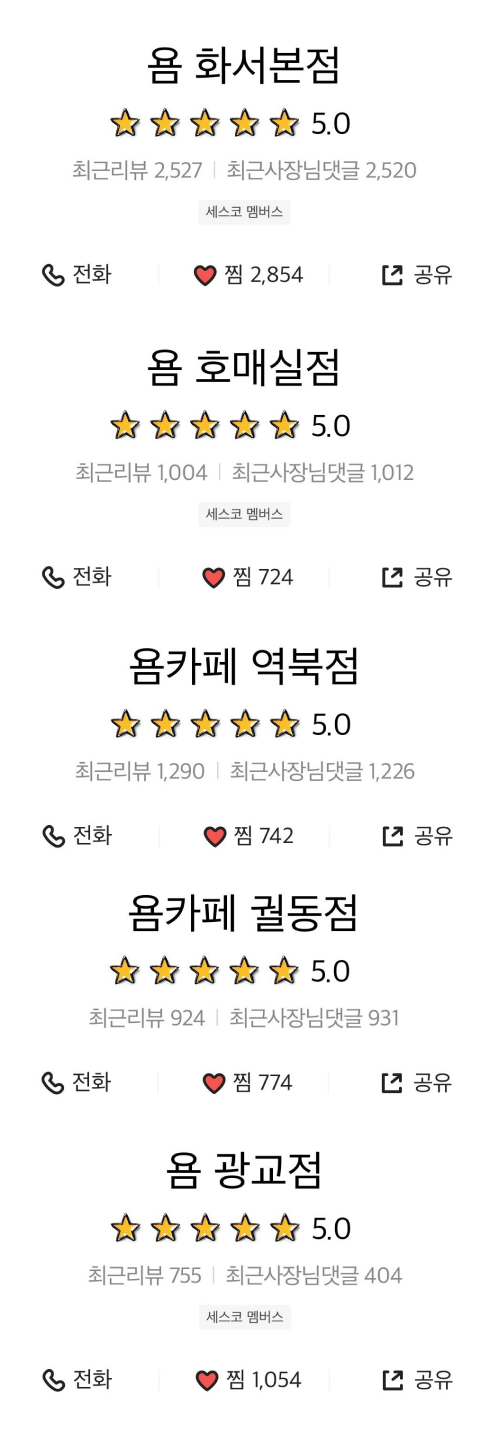 욤 화서본점
5.0
최근리뷰 2,527 | 최근사장님댓글 2,520
세스코 멤버스
전화 찜 2,854 공유
욤 호매실점
5.0
최근리뷰 1,004 | 최근사장님댓글 1,012
세스코 멤버스
전화 찜 724 공유
욤카페 역북점
5.0
최근리뷰 1,290 | 최근사장님댓글 1,226
전화 찜 742 공유
욤카페 궐동점
5.0
최근리뷰 924 | 최근사장님댓글 931
전화 찜 774 공유
욤 광교점
5.0
최근리뷰 755 | 최근사장님댓글 404
세스코 멤버스
전화 찜 1,054 공유